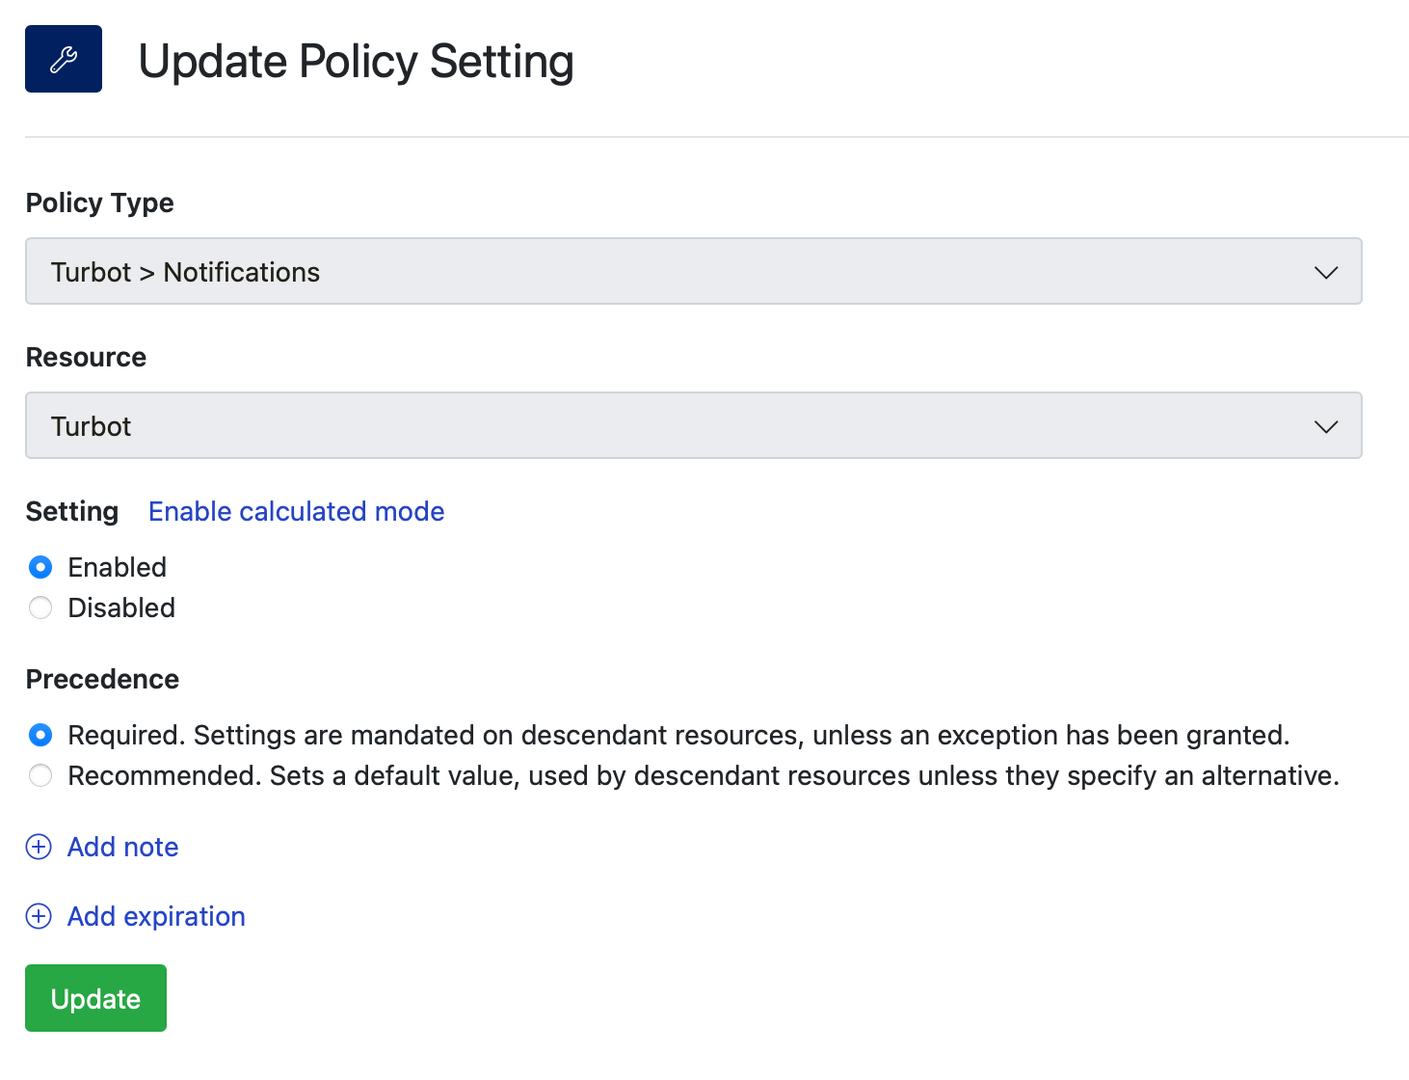 Update Policy Setting
Policy Type
Turbot > Notifications
Resource
Turbot
Setting Enable calculated mode
Enabled
Disabled
Precedence
Required. Settings are mandated on descendant resources, unless an exception has been granted.
Recommended. Sets a default value, used by descendant resources unless they specify an alternative.
Add note
Add expiration
Update